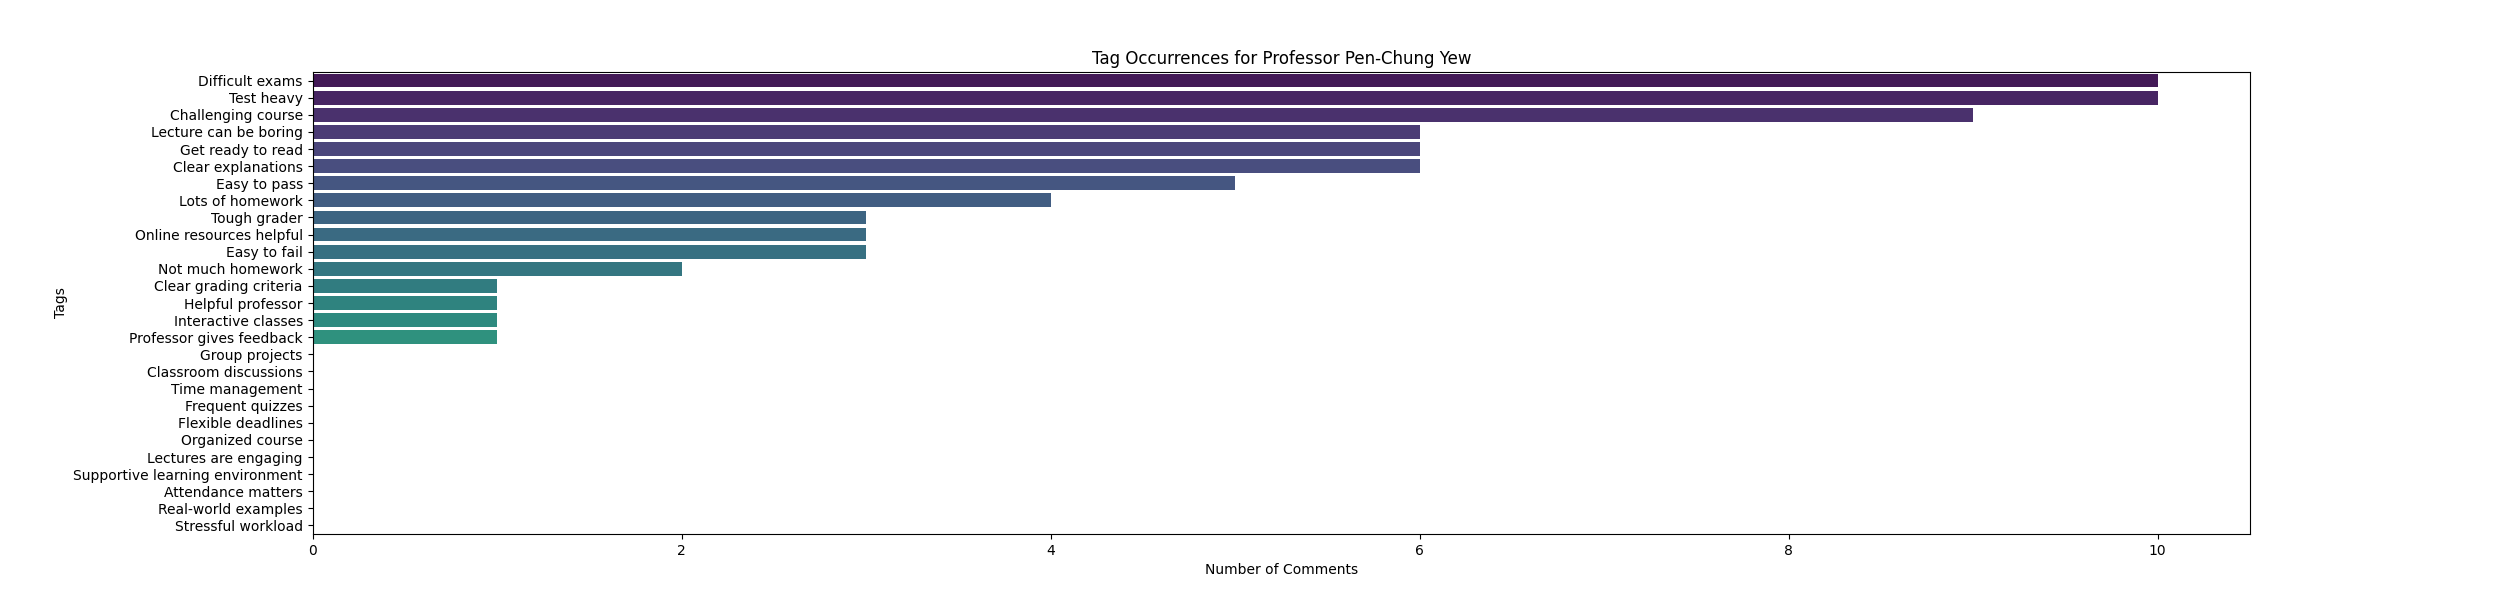 Tag Occurrences for Professor Pen-Chung Yew
Difficult exams
Test heavy
Challenging course
Lecture can be boring
Get ready to read
Clear explanations
Easy to pass
Lots of homework
Tough grader
Online resources helpful
Easy to fail
Not much homework
Clear grading criteria
Helpful professor
Interactive classes
Professor gives feedback
Group projects
Classroom discussions
Time management
Frequent quizzes
Flexible deadlines
Organized course
Lectures are engaging
Supportive learning environment
Attendance matters
Real-world examples
Stressful workload
Tags
0 2 4 6 8 10
Number of Comments